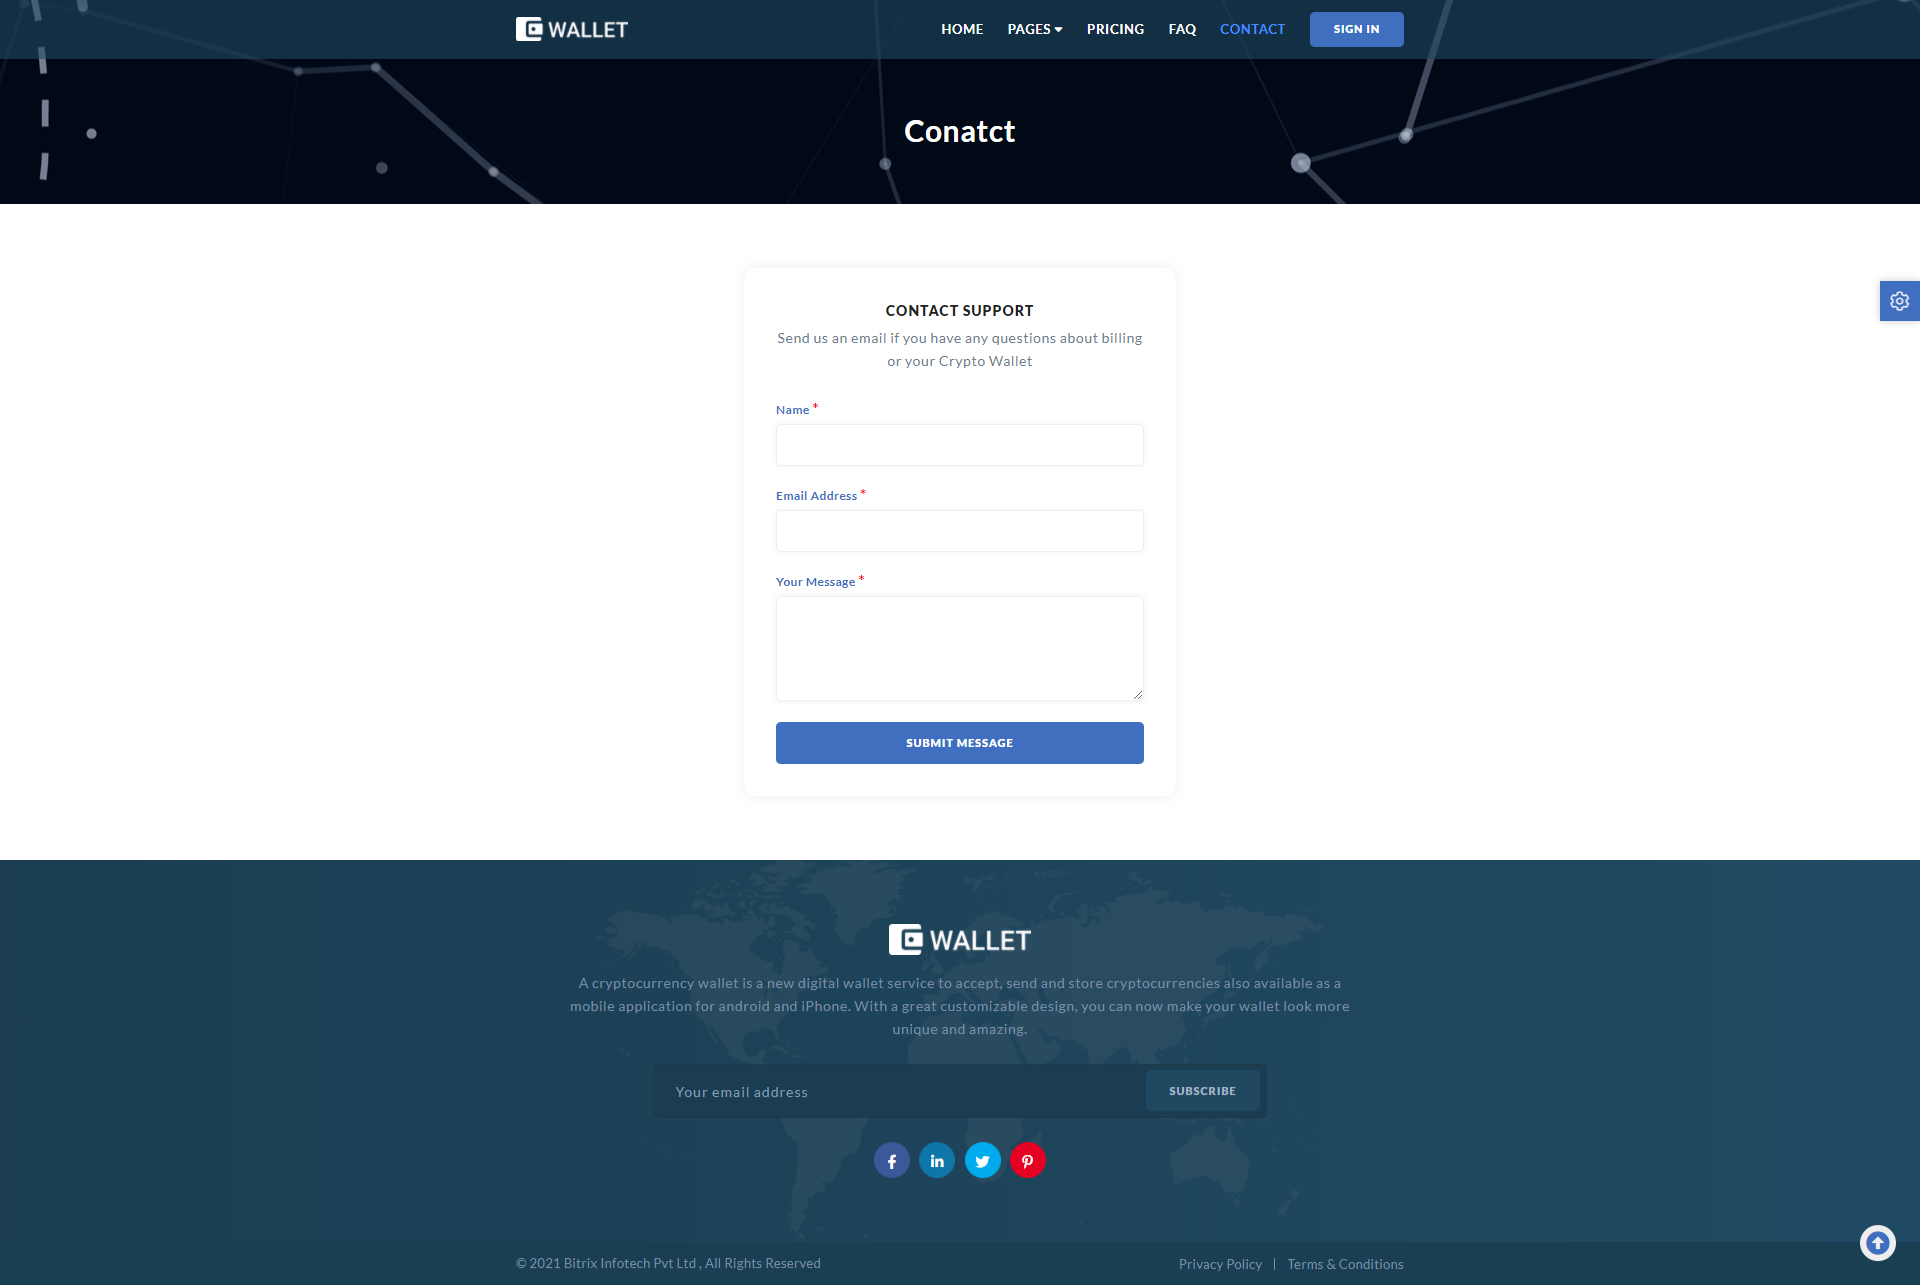 WALLET
HOME
PAGES
PRICING
FAQ
CONTACT
SIGN IN
Conatct
CONTACT SUPPORT
Send us an email if you have any questions about billing
or your Crypto Wallet
Name *
Email Address *
Your Message *
SUBMIT MESSAGE
WALLET
A cryptocurrency wallet is a new digital wallet service to accept, send and store cryptocurrencies also available as a
mobile application for android and iPhone. With a great customizable design, you can now make your wallet look more
unique and amazing.
Your email address
SUBSCRIBE
© 2021 Bitrix Infotech Pvt Ltd , All Rights Reserved
Privacy Policy | Terms & Conditions